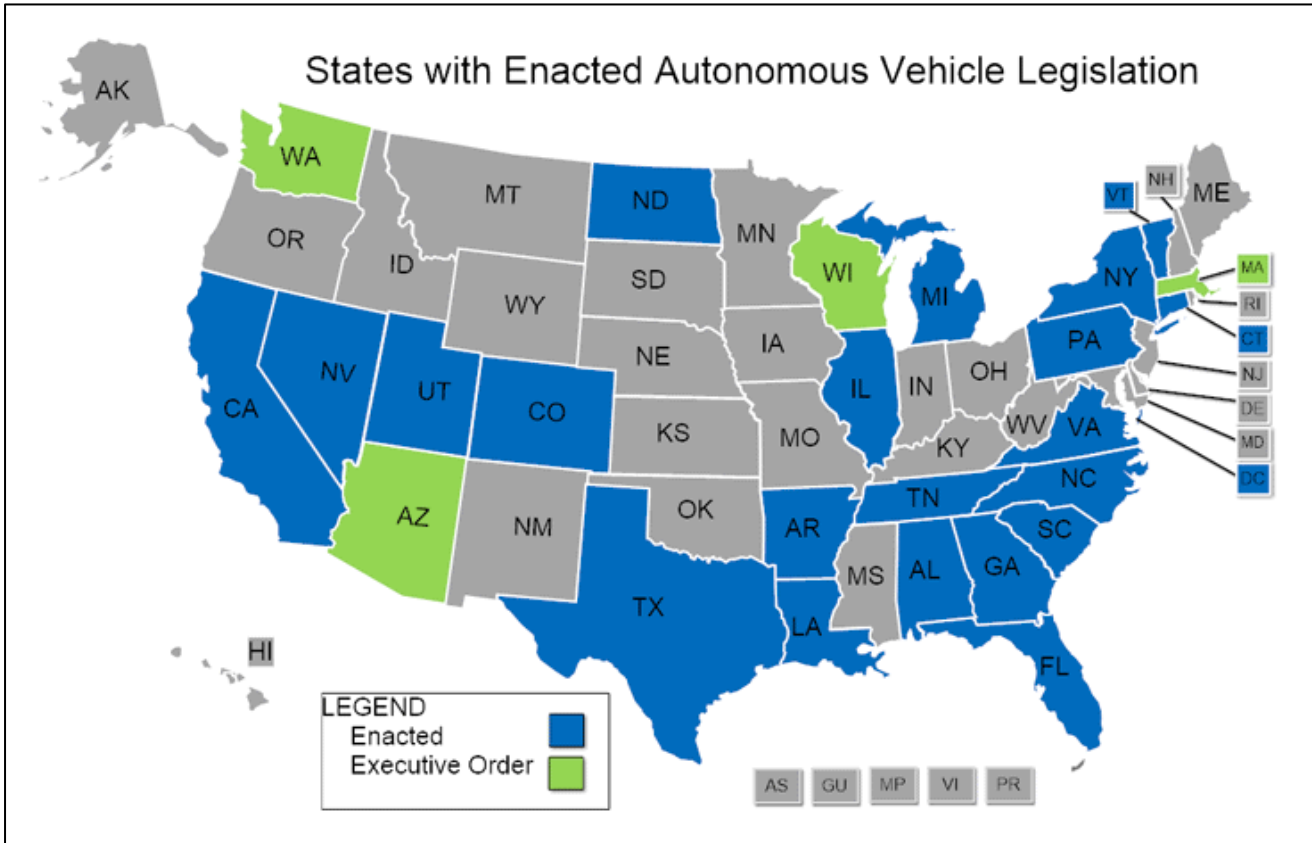 States with Enacted Autonomous Vehicle Legislation
AK
WA
MT
ND
MN
VT
NH
ME
OR
ID
SD
WI
NY
MA
WY
MI
RI
IA
PA
CT
NE
NV
UT
CO
IL
IN
OH
NJ
CA
DE
KS
MO
WV
VA
MD
KY
DC
NC
TN
AZ
NM
OK
AR
SC
MS
AL
GA
TX
LA
HI
FL
LEGEND
Enacted
Executive Order
AS
GU
MP
VI
PR